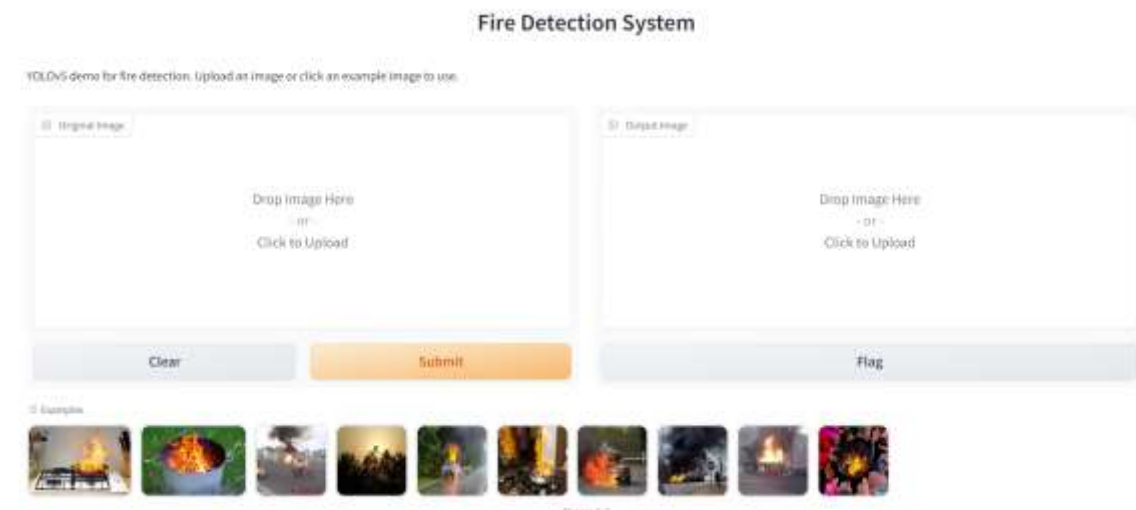 Fire Detection System
YOLOv5 demo for fire detection. Upload an image or click an example image to use.
Original Image
Output Image
Drop Image Here
- or -
Click to Upload
Drop Image Here
- or -
Click to Upload
Clear
Submit
Flag
Examples